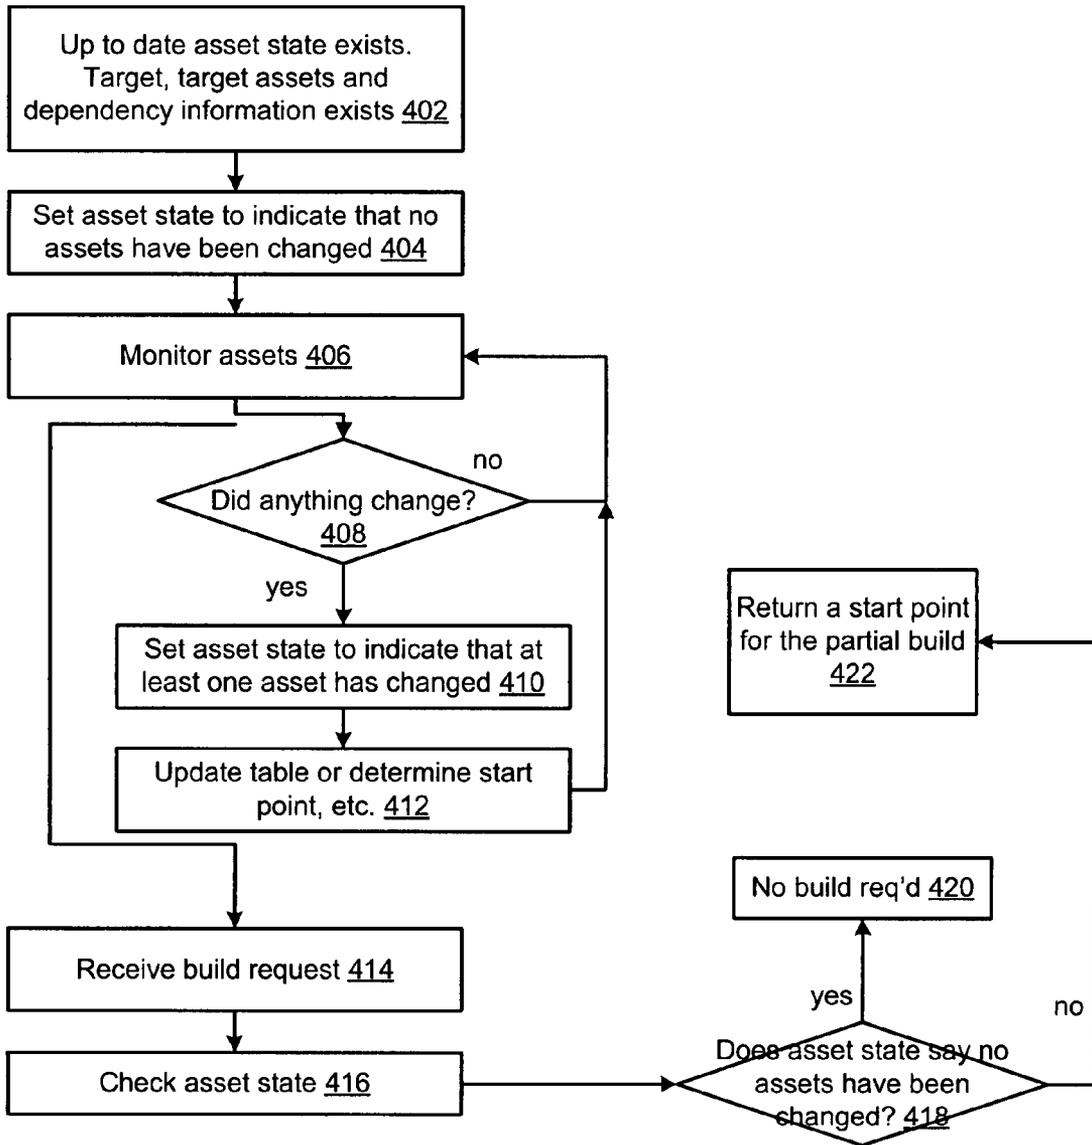 Up to date asset state exists.
Target, target assets and
dependency information exists 402
Set asset state to indicate that no
assets have been changed 404
Monitor assets 406
no
Did anything change?
408
yes
Set asset state to indicate that at
least one asset has changed 410
Update table or determine start
point, etc. 412
Receive build request 414
Check asset state 416
Does asset state say no
assets have been
changed? 418
yes
No build req'd 420
no
Return a start point
for the partial build
422